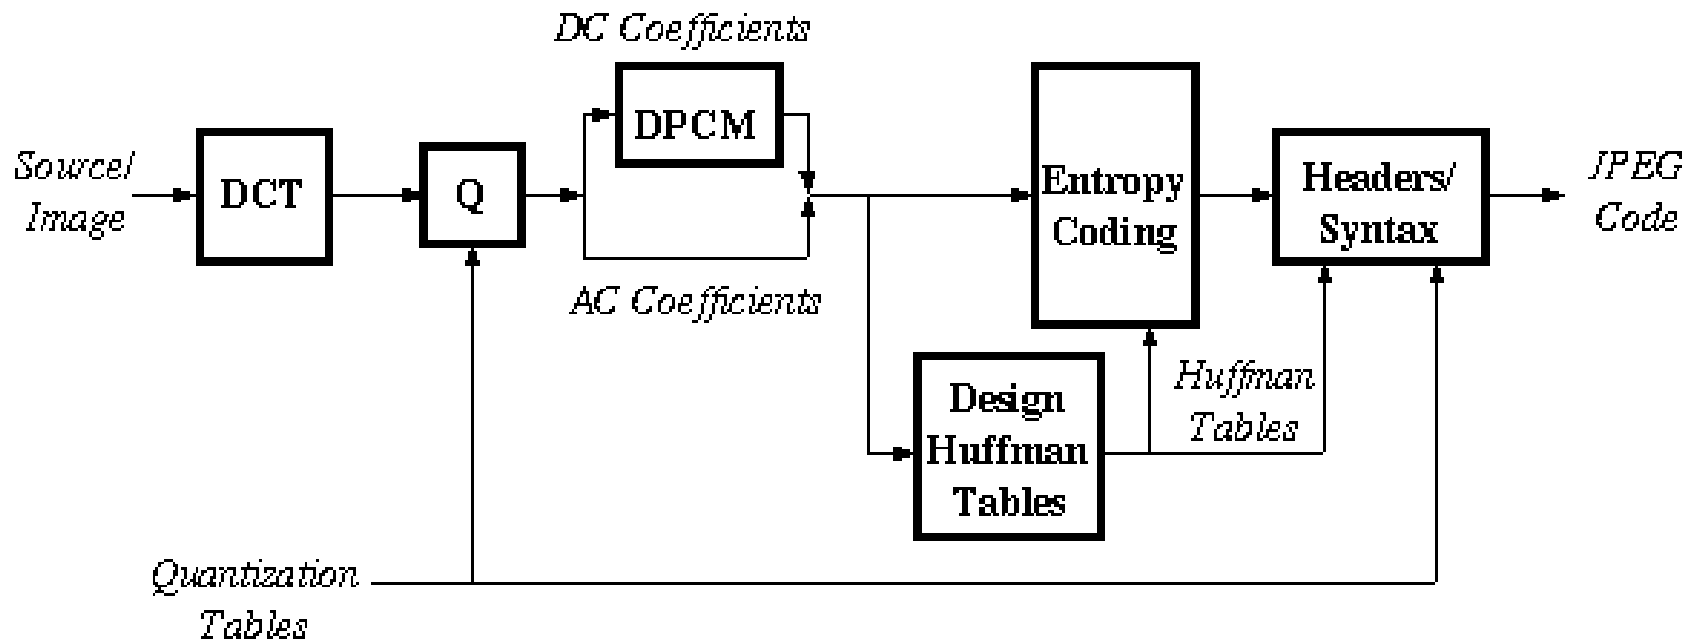 DC Coefficients
DPCM
Source/
Image
DCT
Q
AC Coefficients
Entropy
Coding
Headers/
Syntax
JPEG
Code
Design
Huffman
Tables
Huffman
Tables
Quantization
Tables